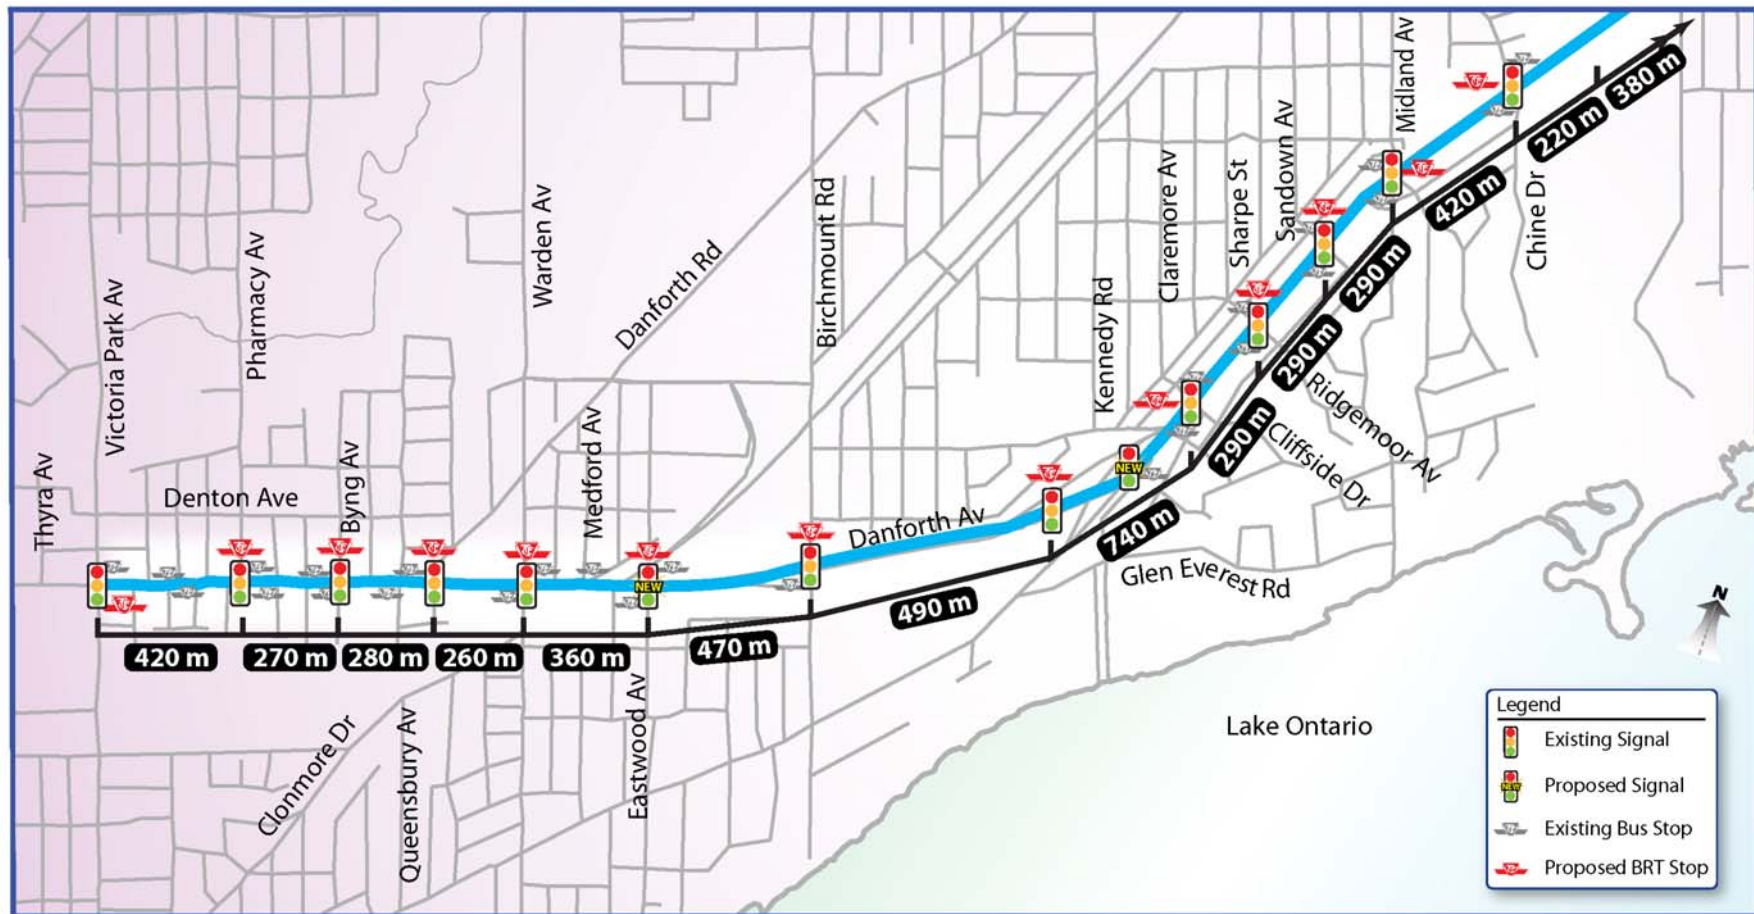 Midland Av
380 m
220 m
Sandown Av
Sharpe St
Claremore Av
420 m
Chine Dr
Warden Av
Birchmount Rd
Danforth Rd
Pharmacy Av
Victoria Park Av
290 m
Kennedy Rd
290 m
Ridgemoor Av
290 m
Cliffside Dr
Byng Av
Medford Av
Thyra Av
Denton Ave
NEW
Danforth Av
740 m
Glen Everest Rd
NEW
490 m
N
420 m
270 m
280 m
260 m
360 m
470 m
Clonmore Dr
Queensbury Av
Eastwood Av
Lake Ontario
Legend
Existing Signal
NEW
Proposed Signal
Existing Bus Stop
Proposed BRT Stop